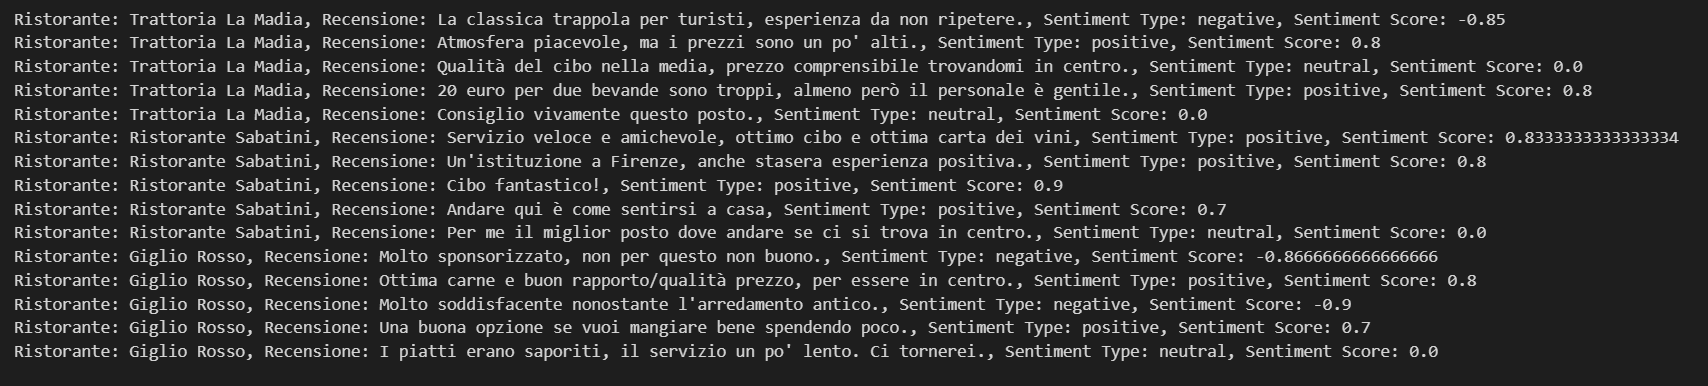 Ristorante: Trattoria La Madia, Recensione: La classica trappola per turisti, esperienza da non ripetere., Sentiment Type: negative, Sentiment Score: -0.85
Ristorante: Trattoria La Madia, Recensione: Atmosfera piacevole, ma i prezzi sono un po' alti., Sentiment Type: positive, Sentiment Score: 0.8
Ristorante: Trattoria La Madia, Recensione: Qualità del cibo nella media, prezzo comprensibile trovandomi in centro., Sentiment Type: neutral, Sentiment Score: 0.0
Ristorante: Trattoria La Madia, Recensione: 20 euro per due bevande sono troppi, almeno però il personale è gentile., Sentiment Type: positive, Sentiment Score: 0.8
Ristorante: Trattoria La Madia, Recensione: Consiglio vivamente questo posto., Sentiment Type: neutral, Sentiment Score: 0.0
Ristorante: Ristorante Sabatini, Recensione: Servizio veloce e amichevole, ottimo cibo e ottima carta dei vini, Sentiment Type: positive, Sentiment Score: 0.8333333333333334
Ristorante: Ristorante Sabatini, Recensione: Un'istituzione a Firenze, anche stasera esperienza positiva., Sentiment Type: positive, Sentiment Score: 0.8
Ristorante: Ristorante Sabatini, Recensione: Cibo fantastico!, Sentiment Type: positive, Sentiment Score: 0.9
Ristorante: Ristorante Sabatini, Recensione: Andare qui è come sentirsi a casa, Sentiment Type: positive, Sentiment Score: 0.7
Ristorante: Ristorante Sabatini, Recensione: Per me il miglior posto dove andare se ci si trova in centro., Sentiment Type: neutral, Sentiment Score: 0.0
Ristorante: Giglio Rosso, Recensione: Molto sponsorizzato, non per questo non buono., Sentiment Type: negative, Sentiment Score: -0.8666666666666666
Ristorante: Giglio Rosso, Recensione: Ottima carne e buon rapporto/qualità prezzo, per essere in centro., Sentiment Type: positive, Sentiment Score: 0.8
Ristorante: Giglio Rosso, Recensione: Molto soddisfacente nonostante l'arredamento antico., Sentiment Type: negative, Sentiment Score: -0.9
Ristorante: Giglio Rosso, Recensione: Una buona opzione se vuoi mangiare bene spendendo poco., Sentiment Type: positive, Sentiment Score: 0.7
Ristorante: Giglio Rosso, Recensione: I piatti erano saporiti, il servizio un po' lento. Ci tornerei., Sentiment Type: neutral, Sentiment Score: 0.0